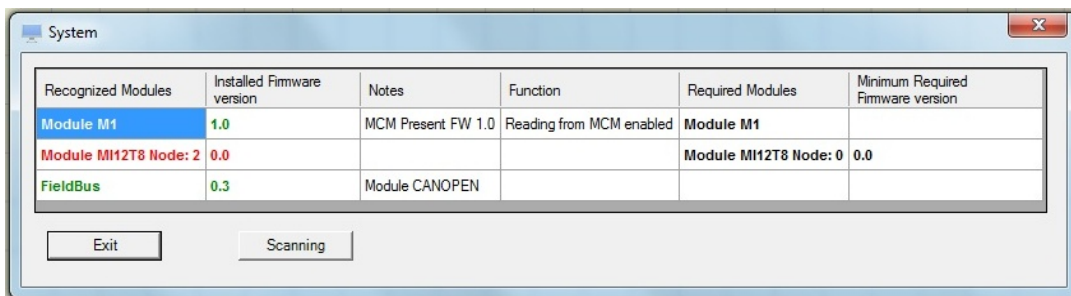 System
Recognized Modules Installed Firmware version Notes Function Required Modules Minimum Required Firmware version
Module M1 1.0 MCM Present FW 1.0 Reading from MCM enabled Module M1
Module MI12T8 Node: 2 0.0 Module MI12T8 Node: 0 0.0
FieldBus 0.3 Module CANOPEN
Exit Scanning